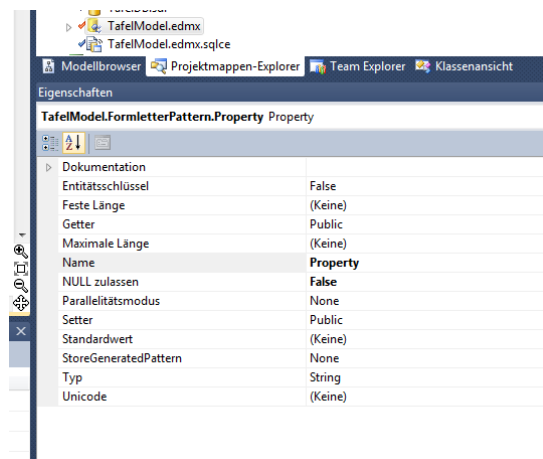 TafelModel.edmx
TafelModel.edmx.sqlce
Modellbrowser Projektmappen-Explorer Team Explorer Klassenansicht
Eigenschaften
TafelModel.FormletterPattern.Property Property
Dokumentation
Entitätsschlüssel False
Feste Länge (Keine)
Getter Public
Maximale Länge (Keine)
Name Property
NULL zulassen False
Parallelitätsmodus None
Setter Public
Standardwert (Keine)
StoreGeneratedPattern None
Typ String
Unicode (Keine)